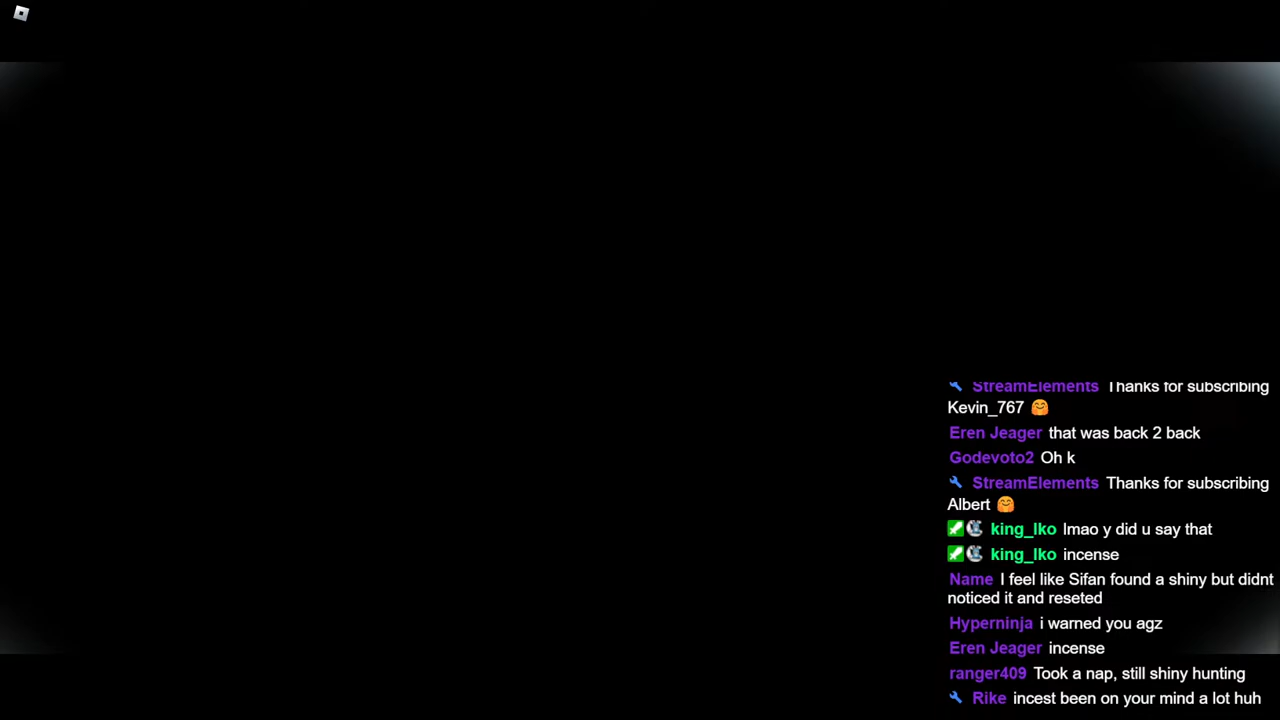 StreamElements Thanks for subscribing
Kevin_767 🤗
Eren Jeager that was back 2 back
Godevoto2 Oh k
StreamElements Thanks for subscribing
Albert 🤗
king_lko lmao y did u say that
king_lko incense
Name I feel like Sifan found a shiny but didnt
noticed it and reseted
Hyperninja i warned you agz
Eren Jeager incense
ranger409 Took a nap, still shiny hunting
Rike incest been on your mind a lot huh